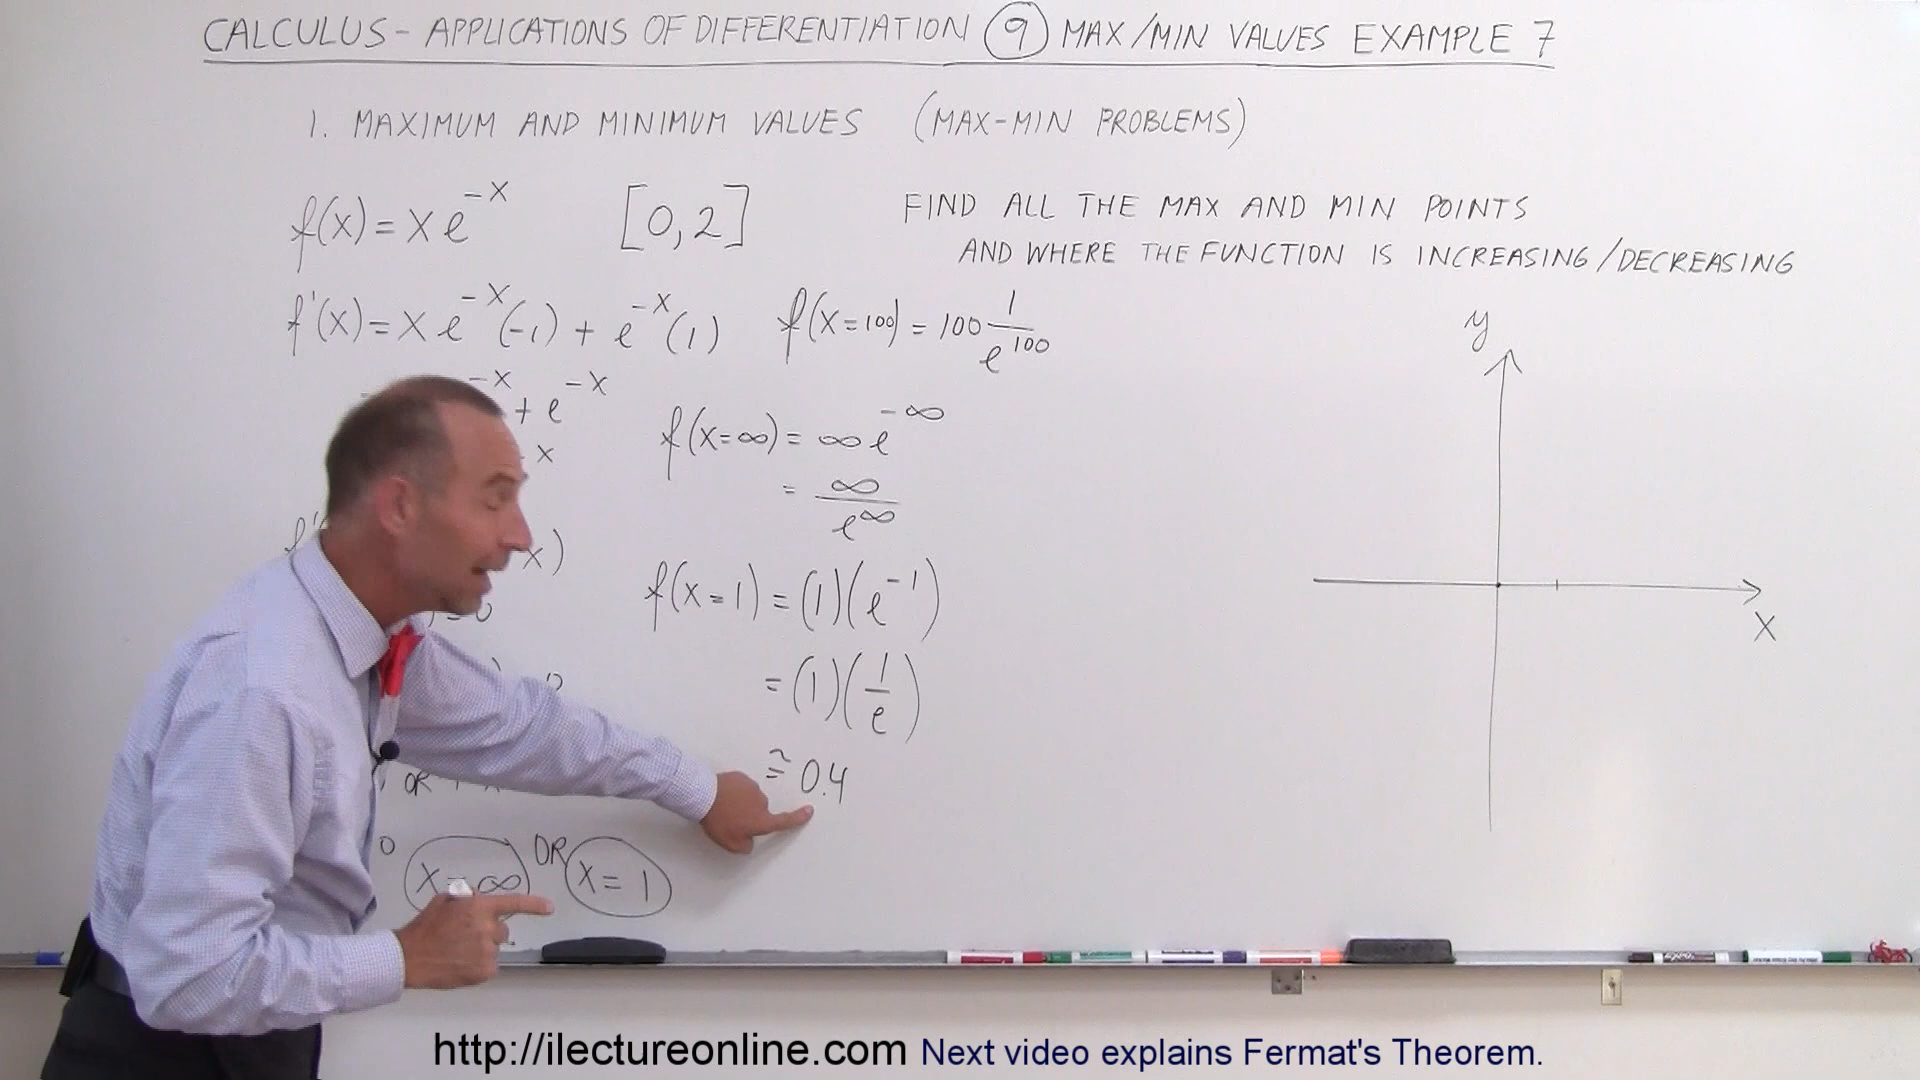 CALCULUS - APPLICATIONS OF DIFFERENTIATION 9 MAX/MIN VALUES EXAMPLE 7
1. MAXIMUM AND MINIMUM VALUES (MAX-MIN PROBLEMS)
f(x) = x e^-x [0,2]
FIND ALL THE MAX AND MIN POINTS
AND WHERE THE FUNCTION IS INCREASING/DECREASING
f'(x) = x e^-x (-1) + e^-x (1)
-x + e^-x
x
x)
= 0
OR
x = ∞ OR x = 1
f(x=100) = 100 1/e^100
f(x=∞) = ∞ e^-∞
= ∞/e^∞
f(x=1) = (1)(e^-1)
= (1)(1/e)
≅ 0.4
y
x
http://ilectureonline.com Next video explains Fermat's Theorem.